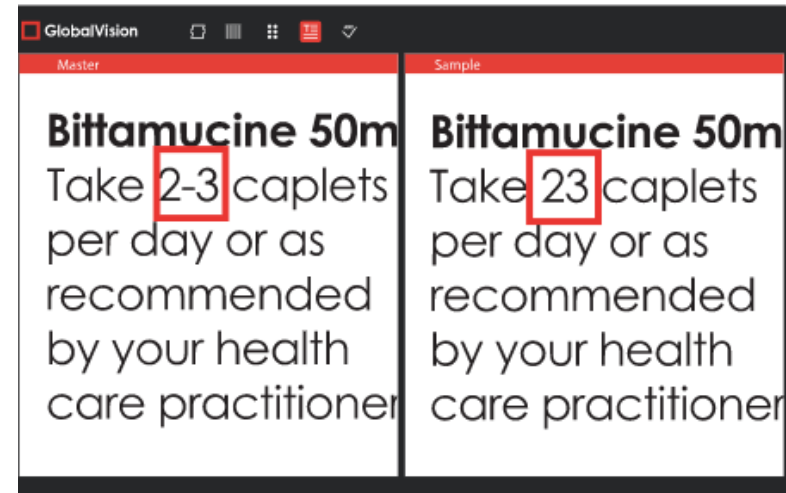 GlobalVision
Master
Bittamucine 50m
Take 2-3 caplets
per day or as
recommended
by your health
care practitioner
Sample
Bittamucine 50m
Take 23 caplets
per day or as
recommended
by your health
care practitioner